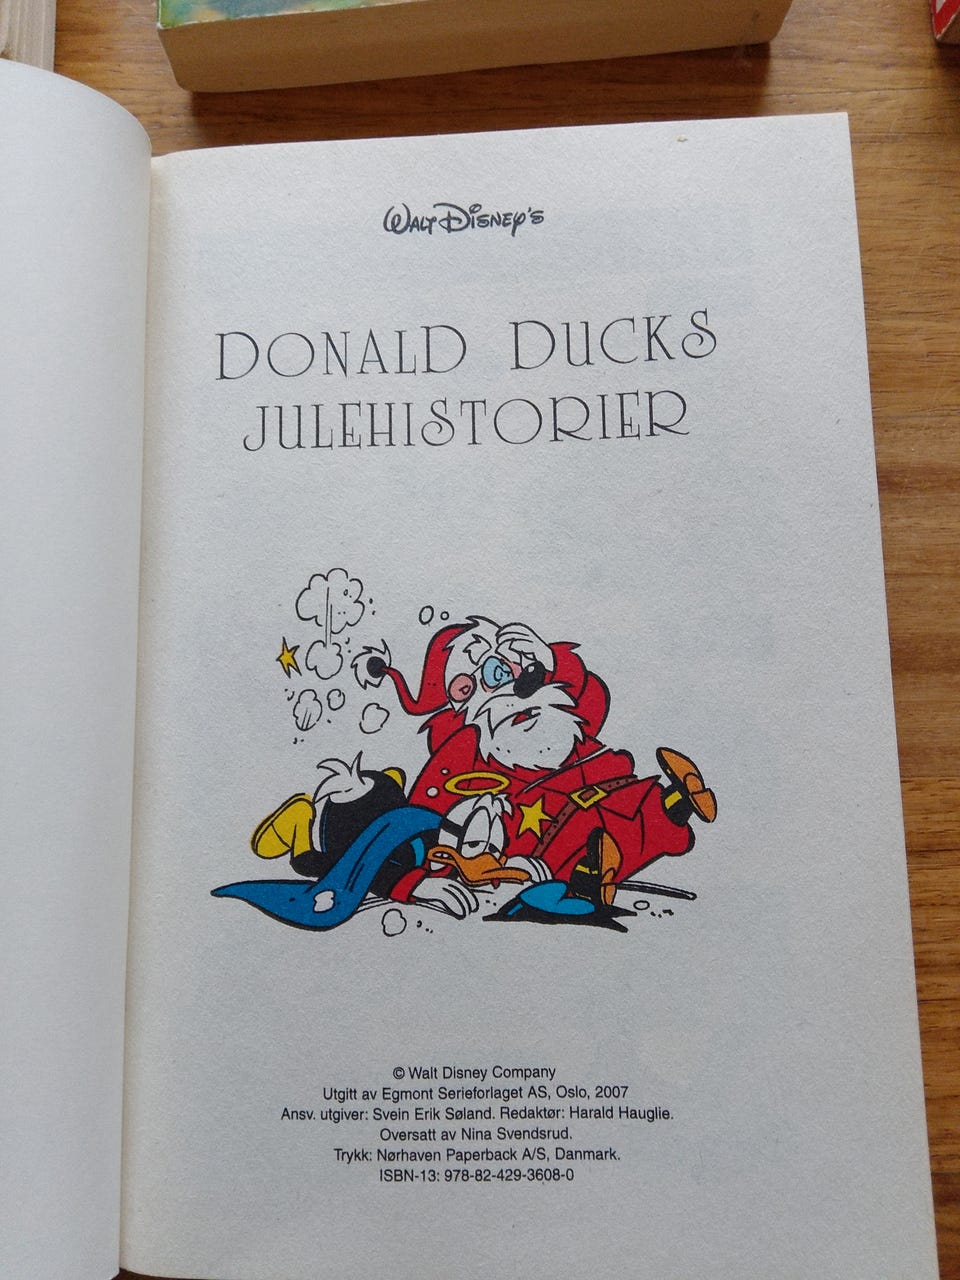 WALT DISNEY'S
DONALD DUCKS
JULEHISTORIER
© Walt Disney Company
Utgitt av Egmont Serieforlaget AS, Oslo, 2007
Ansv. utgiver: Svein Erik Søland. Redaktør: Harald Hauglie.
Oversatt av Nina Svendsrud.
Trykk: Nørhaven Paperback A/S, Danmark.
ISBN-13: 978-82-429-3608-0